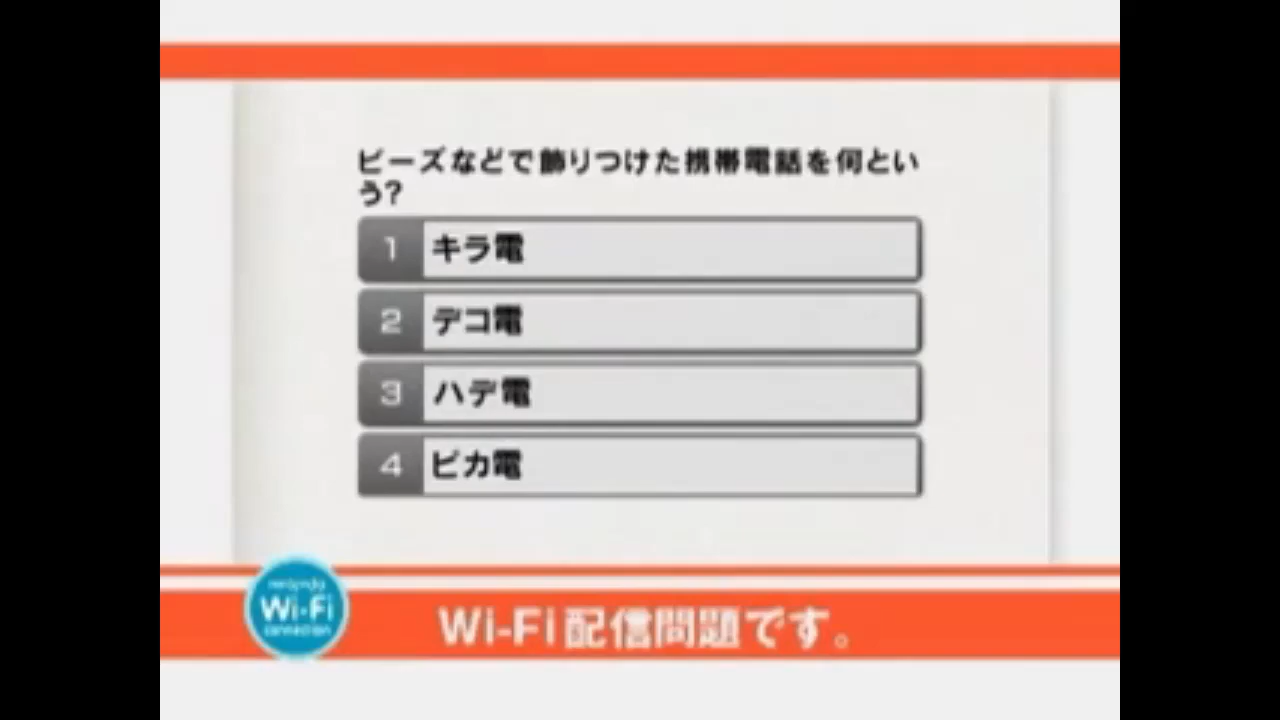 ビーズなどで飾りつけた携帯電話を何とい
う?
1 キラ電
2 デコ電
3 ハデ電
4 ピカ電
Nintendo
Wi-Fi
connection
Wi-Fi配信問題です。